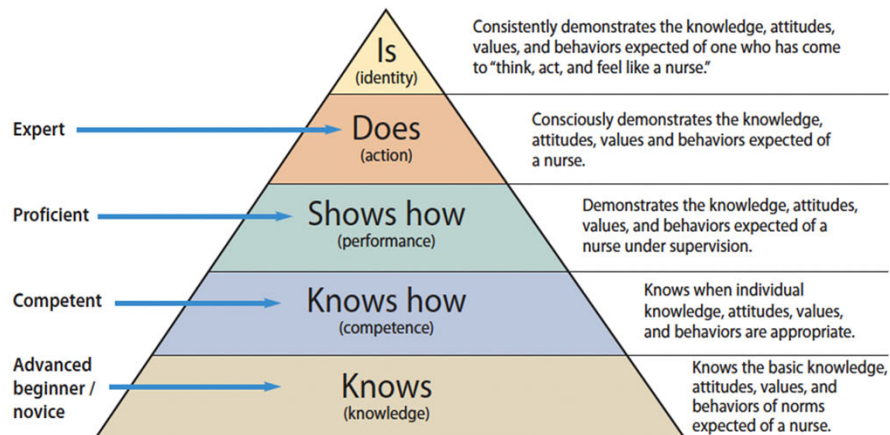 Is
(identity)
Consistently demonstrates the knowledge, attitudes,
values, and behaviors expected of one who has come
to “think, act, and feel like a nurse.”
Expert
Does
(action)
Consciously demonstrates the knowledge,
attitudes, values and behaviors expected of
a nurse.
Proficient
Shows how
(performance)
Demonstrates the knowledge, attitudes,
values, and behaviors expected of a
nurse under supervision.
Competent
Knows how
(competence)
Knows when individual
knowledge, attitudes, values,
and behaviors are appropriate.
Advanced
beginner /
novice
Knows
(knowledge)
Knows the basic knowledge,
attitudes, values, and
behaviors of norms
expected of a nurse.